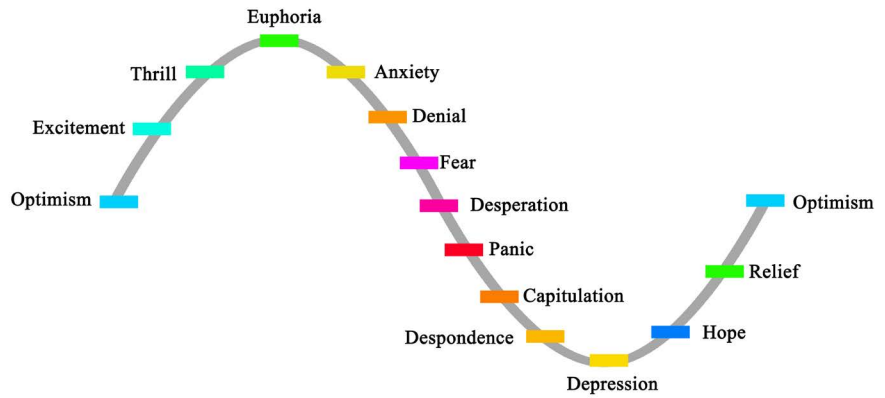 Euphoria
Thrill
Anxiety
Excitement
Denial
Fear
Optimism
Desperation
Optimism
Panic
Relief
Capitulation
Despondence
Hope
Depression